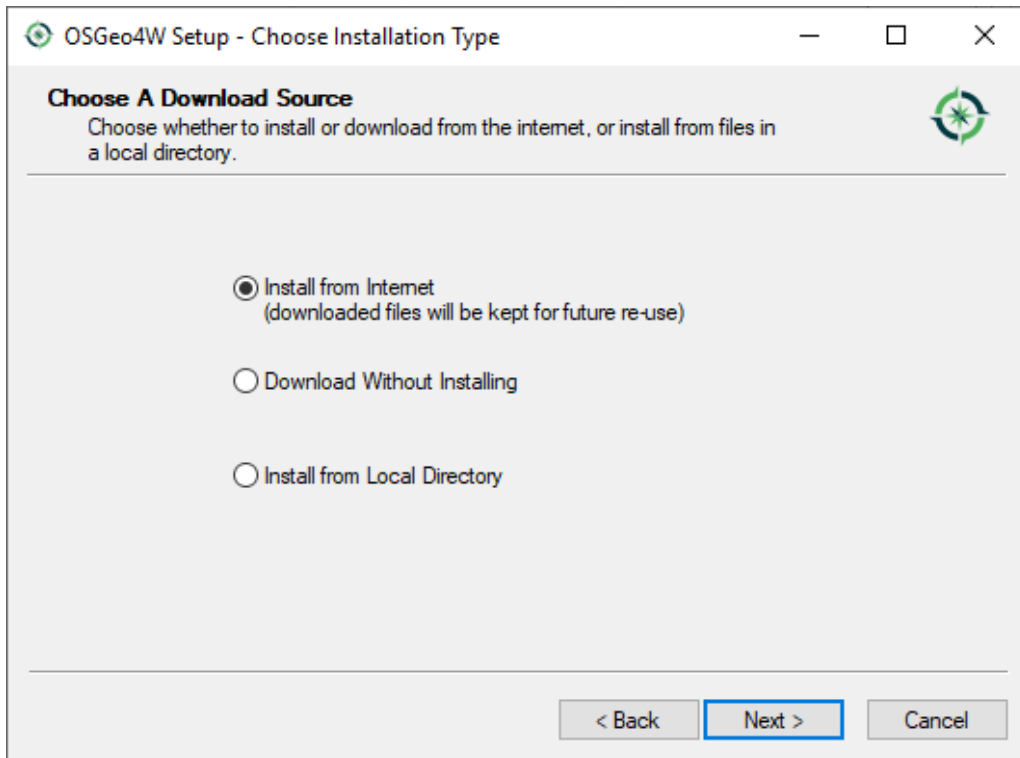 OSGeo4W Setup - Choose Installation Type
Choose A Download Source
Choose whether to install or download from the internet, or install from files in
a local directory.
Install from Internet
(downloaded files will be kept for future re-use)
Download Without Installing
Install from Local Directory
< Back
Next >
Cancel